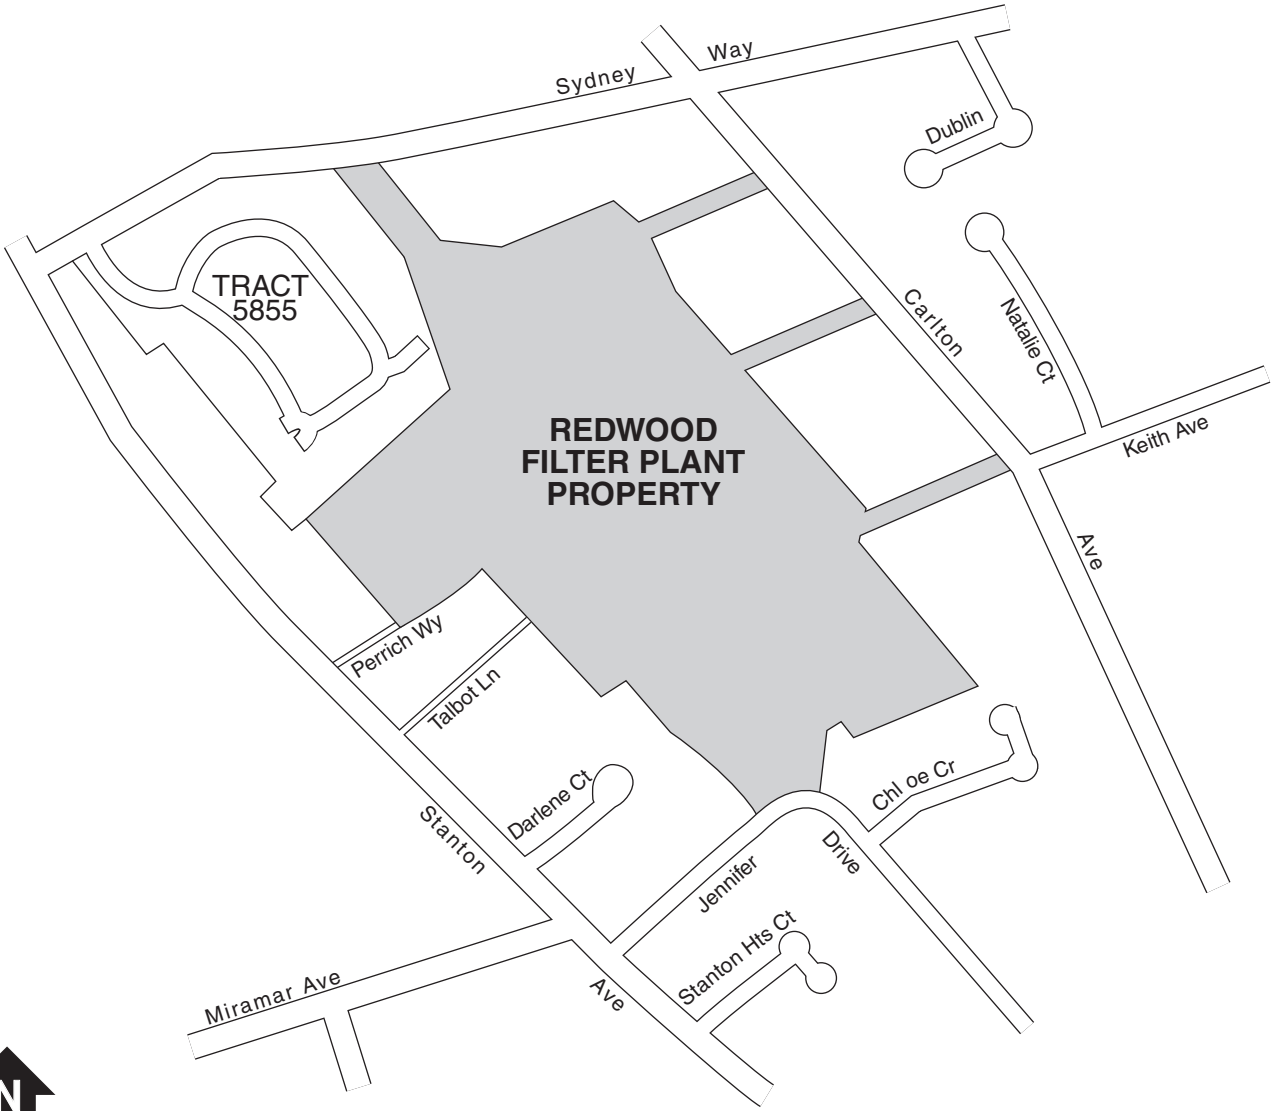 Sydney Way
Dublin
TRACT
5855
Carlton
Natalie Ct
Keith Ave
REDWOOD
FILTER PLANT
PROPERTY
Ave
Perrich Wy
Talbot Ln
Darlene Ct
Chl oe Cr
Stanton
Drive
Jennifer
Stanton Hts Ct
Miramar Ave
Ave
N